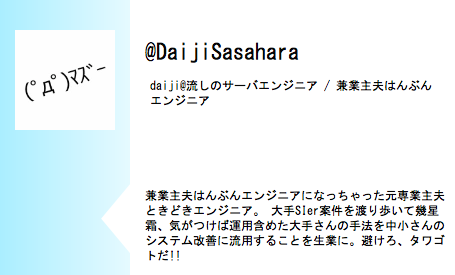 (ﾟДﾟ)ﾏｽﾞｰ
@DaijiSasahara
daiji@流しのサーバエンジニア / 兼業主夫はんぶん
エンジニア
兼業主夫はんぶんエンジニアになっちゃった元専業主夫
ときどきエンジニア。 大手SIer案件を渡り歩いて幾星
霜、気がつけば運用含めた大手さんの手法を中小さんの
システム改善に流用することを生業に。避けろ、タワゴ
トだ!!